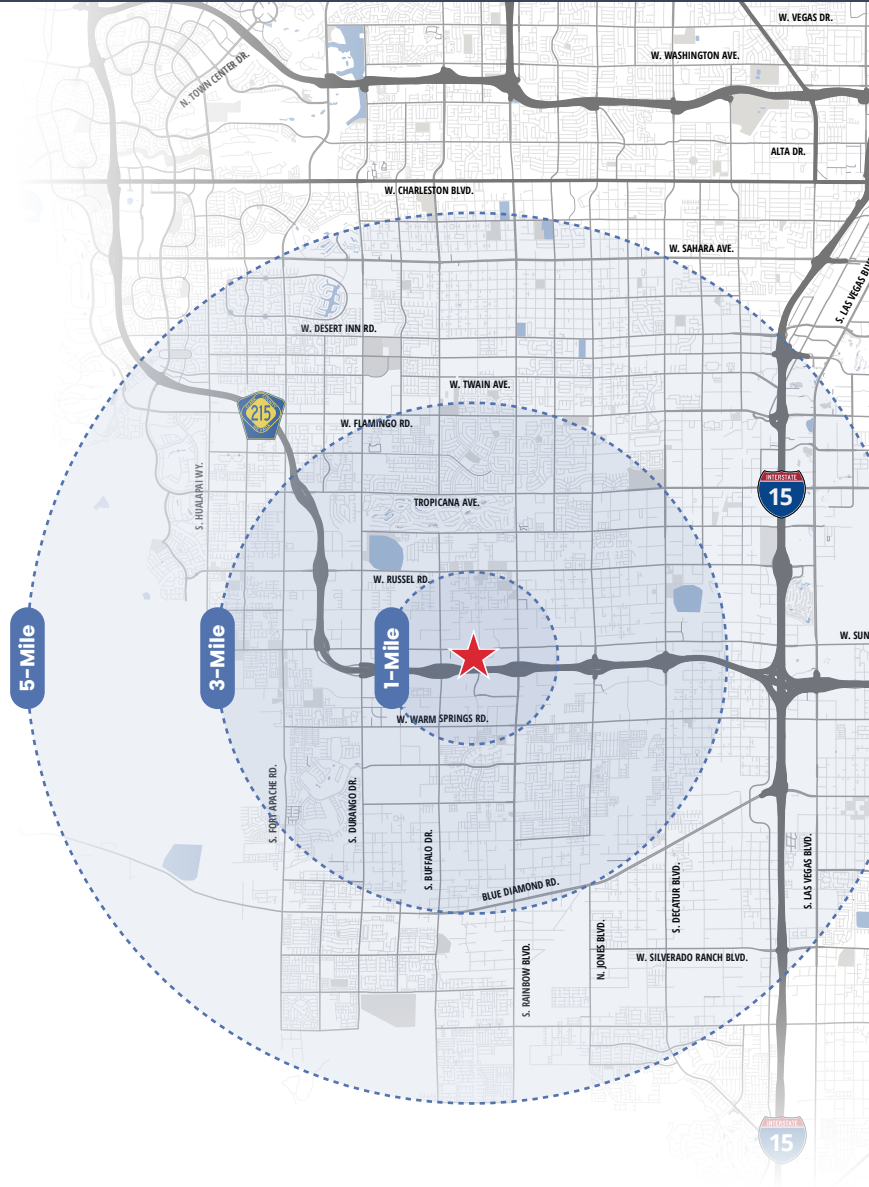 W. VEGAS DR.
W. WASHINGTON AVE.
N. TOWN CENTER DR.
ALTA DR.
W. CHARLESTON BLVD.
W. SAHARA AVE.
S. LAS VEGAS
W. DESERT INN RD.
W. TWAIN AVE.
215
W. FLAMINGO RD.
S. HUALAPAI WY.
TROPICANA AVE.
INTERSTATE
15
W. RUSSEL RD.
5-Mile
3-Mile
1-Mile
W. SUN
W. WARM SPRINGS RD.
S. FORT APACHE RD.
S. DURANGO DR.
S. BUFFALO DR.
BLUE DIAMOND RD.
S. DECATUR BLVD.
S. LAS VEGAS BLVD.
S. RAINBOW BLVD.
N. JONES BLVD.
W. SILVERADO RANCH BLVD.
INTERSTATE
15